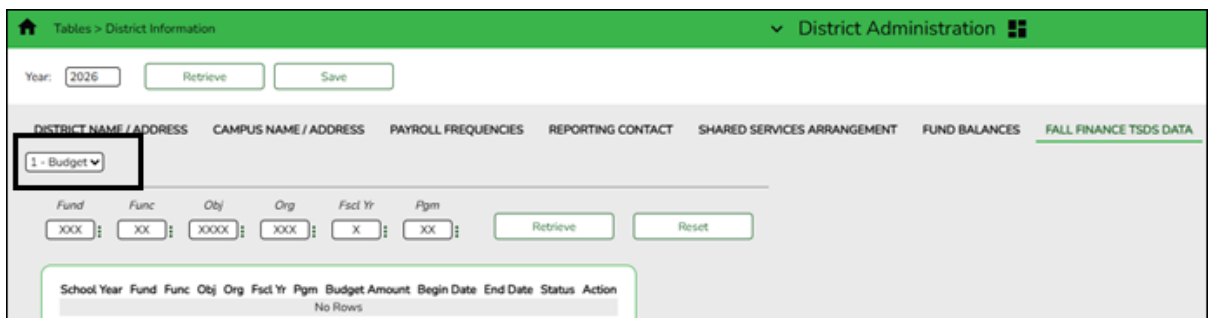 Tables > District Information
District Administration
Year: 2026 Retrieve Save
DISTRICT NAME / ADDRESS CAMPUS NAME / ADDRESS PAYROLL FREQUENCIES REPORTING CONTACT SHARED SERVICES ARRANGEMENT FUND BALANCES FALL FINANCE TSDS DATA
1 - Budget
Fund Func Obj Org Fscl Yr Pgm
XXX XX XXXX XXX X XX Retrieve Reset
School Year Fund Func Obj Org Fscl Yr Pgm Budget Amount Begin Date End Date Status Action
No Rows